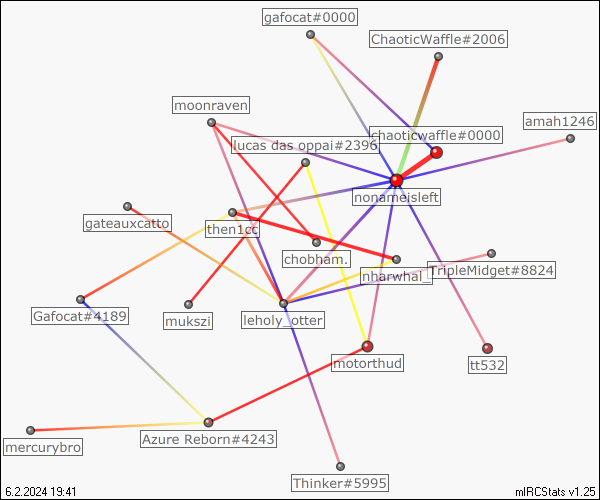 gafocat#0000
ChaoticWaffle#2006
moonraven
amah1246
chaoticwaffle#0000
lucas das oppai#2396
nonameisleft
gateauxcatto
then1cc
chobham.
nharwhal_
TripleMidget#8824
Gafocat#4189
mukszi
leholy_otter
motorthud
tt532
Azure Reborn#4243
mercurybro
Thinker#5995
6.2.2024 19:41
mIRCStats v1.25